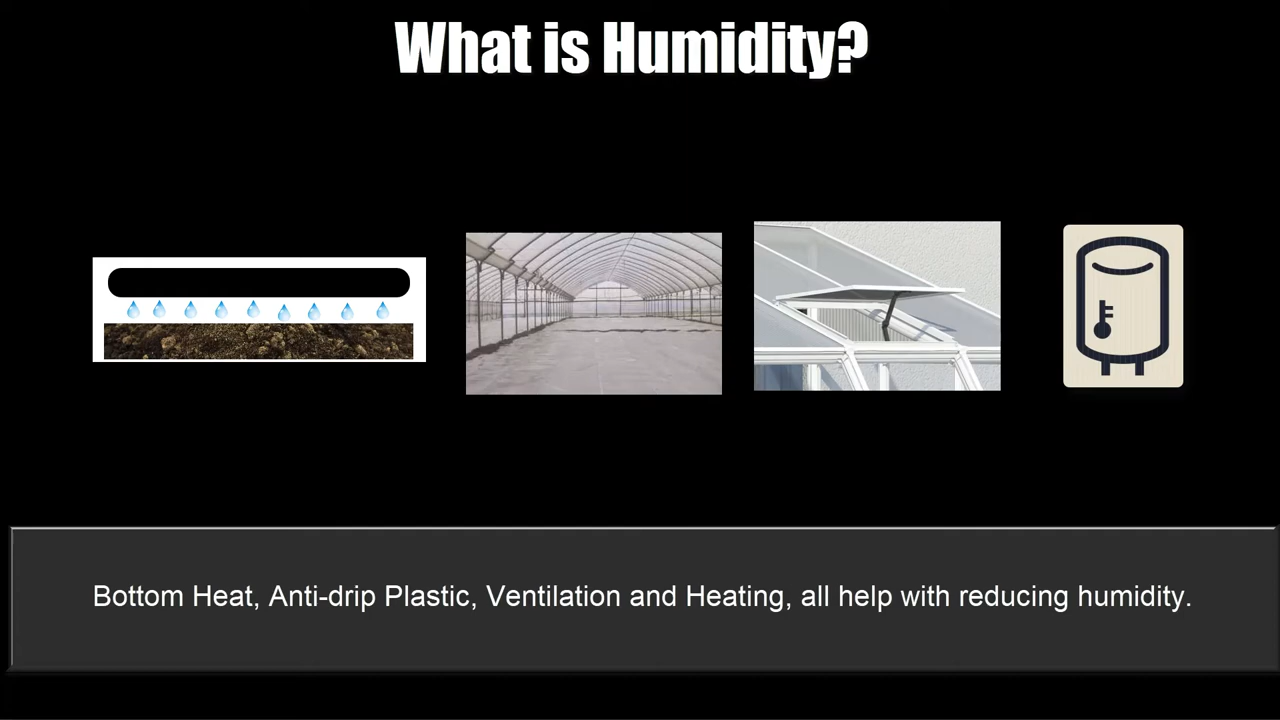 What is Humidity?
Bottom Heat, Anti-drip Plastic, Ventilation and Heating, all help with reducing humidity.